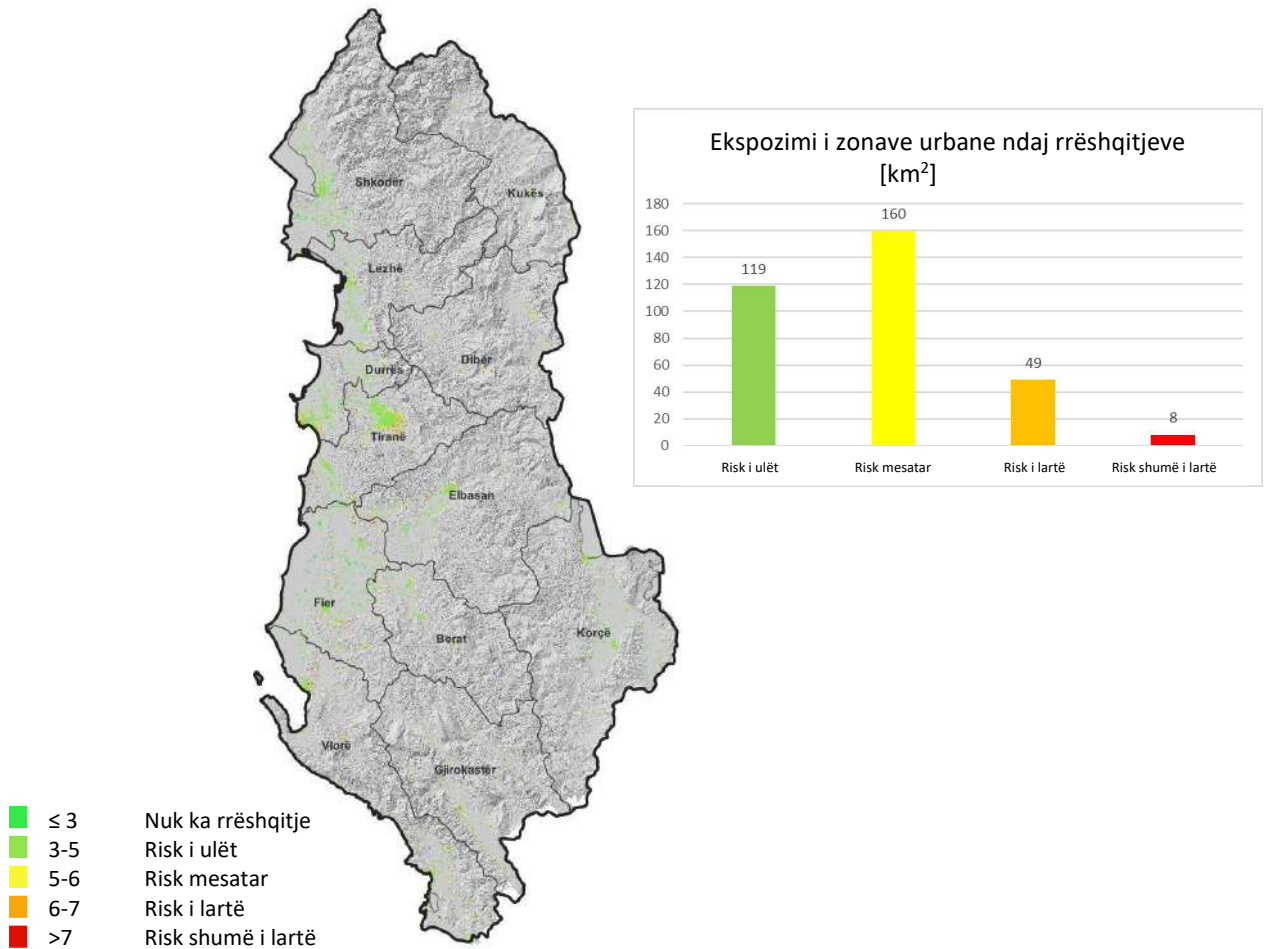 Shkodër
Kukës
Lezhë
Dibër
Durrës
Tiranë
Elbasan
Fier
Berat
Korçë
Vlorë
Gjirokastër
Ekspozimi i zonave urbane ndaj rrëshqitjeve
[km²]
180
160
140
120
100
80
60
40
20
0
119
160
49
8
Risk i ulët
Risk mesatar
Risk i lartë
Risk shumë i lartë
≤ 3 Nuk ka rrëshqitje
3-5 Risk i ulët
5-6 Risk mesatar
6-7 Risk i lartë
>7 Risk shumë i lartë